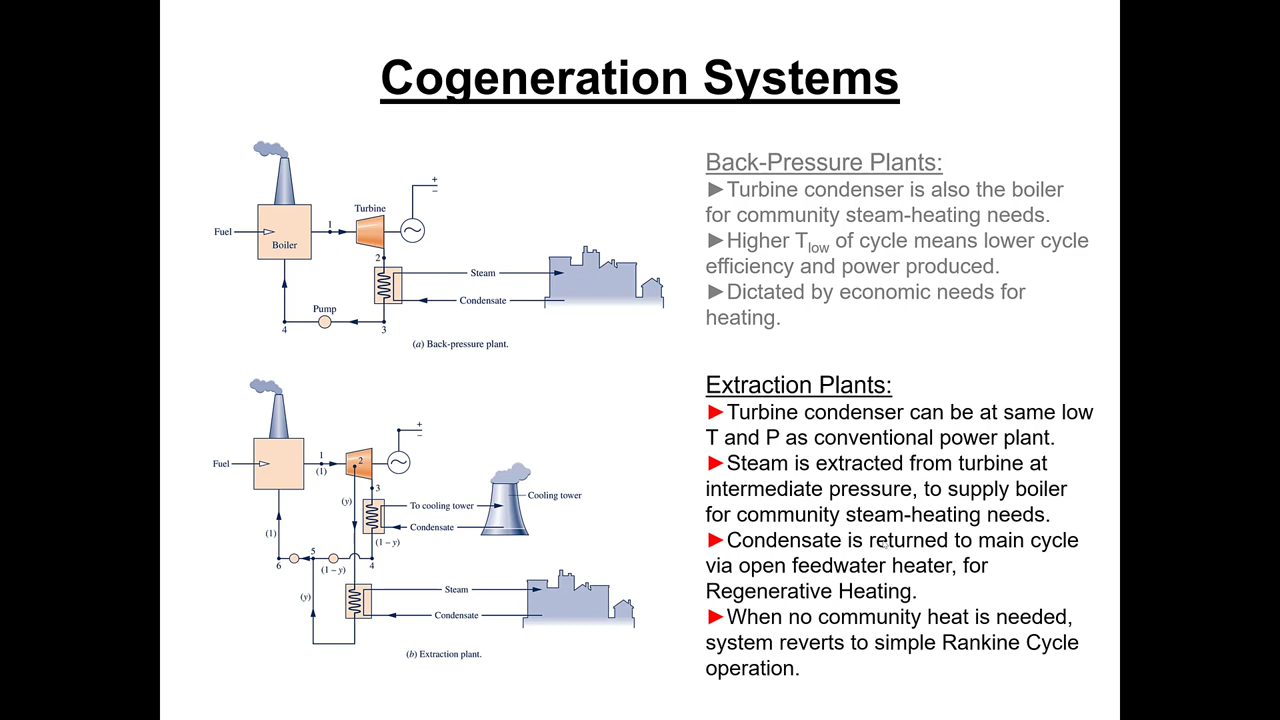 Cogeneration Systems
Fuel
Boiler
1
Turbine
+
−
2
Steam
Condensate
Pump
4
3
(a) Back-pressure plant.
Back-Pressure Plants:
►Turbine condenser is also the boiler
for community steam-heating needs.
►Higher Tlow of cycle means lower cycle
efficiency and power produced.
►Dictated by economic needs for
heating.
Fuel
1
(1)
2
+
−
3
(y)
To cooling tower
Cooling tower
Condensate
(1 – y)
(1)
5
6
(1 – y)
4
(y)
Steam
Condensate
(b) Extraction plant.
Extraction Plants:
►Turbine condenser can be at same low
T and P as conventional power plant.
►Steam is extracted from turbine at
intermediate pressure, to supply boiler
for community steam-heating needs.
►Condensate is returned to main cycle
via open feedwater heater, for
Regenerative Heating.
►When no community heat is needed,
system reverts to simple Rankine Cycle
operation.